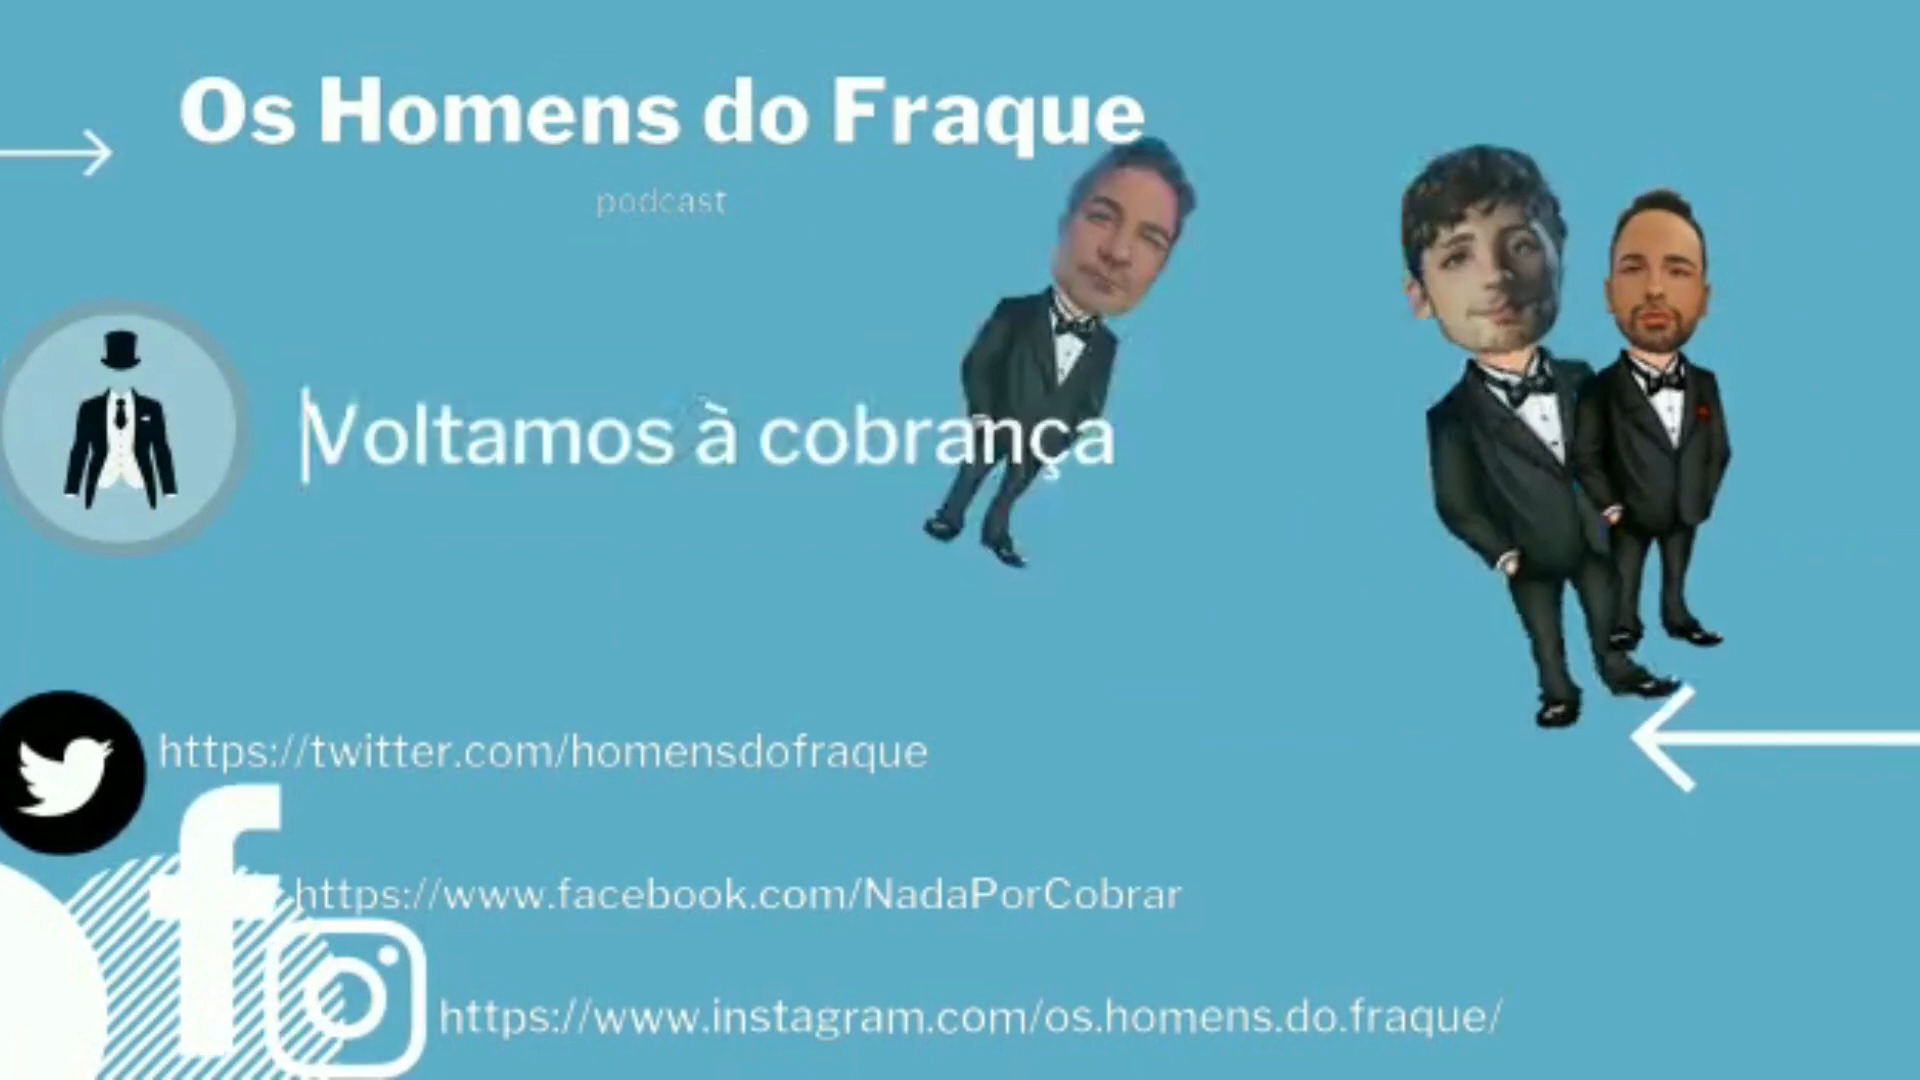 Os Homens do Fraque
podcast
Voltamos à cobrança
https://twitter.com/homensdofraque
https://www.facebook.com/NadaPorCobrar
https://www.instagram.com/os.homens.do.fraque/